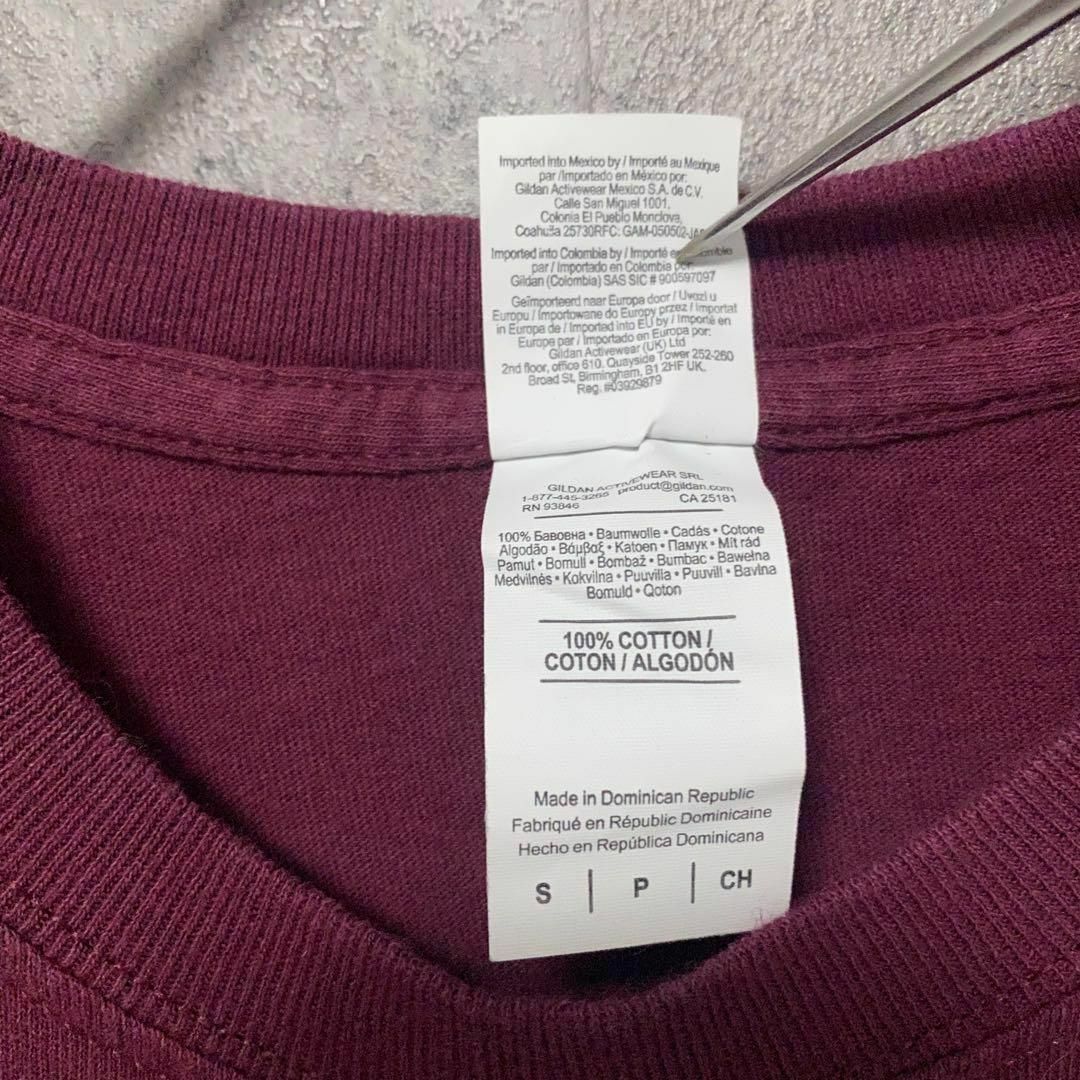 Imported into Mexico by / Importé au Mexique
par /Importado en México por:
Gildan Activewear Mexico S.A. de C.V.
Calle San Miguel 1001,
Colonia El Pueblo Monclova,
Coahuila 25730RFC: GAM-050502-
Imported into Colombia by / Importé
par / Importado en Colombia por:
Gildan (Colombia) SAS SIC # 900597097
Geïmporteerd naar Europa door / Uvozl u
Europu / Importowane do Europy przez / Importat
in Europa de / Imported into EU by / Importé en
Europe par / Importado en Europa por:
Gildan Activewear (UK) Ltd
2nd floor, office 610, Quayside Tower 252-260
Broad St, Birmingham, B1 2HF UK.
Reg. #03929879
GILDAN ACTIVEWEAR SRL
1-877-445-3265 product@gildan.com
RN 93846 CA 25181
100% Бавовна • Baumwolle • Cadás • Cotone
Algodão • Βάμβαξ • Katoen • Памук • Mít rád
Pamut • Bomull • Bombaž • Bumbac • Bawełna
Medvilnės • Kokvilna • Puuvilla • Puuvill • Bavlna
Bomuld • Qoton
100% COTTON /
COTON / ALGODÓN
Made in Dominican Republic
Fabriqué en Républic Dominicaine
Hecho en República Dominicana
S | P | CH